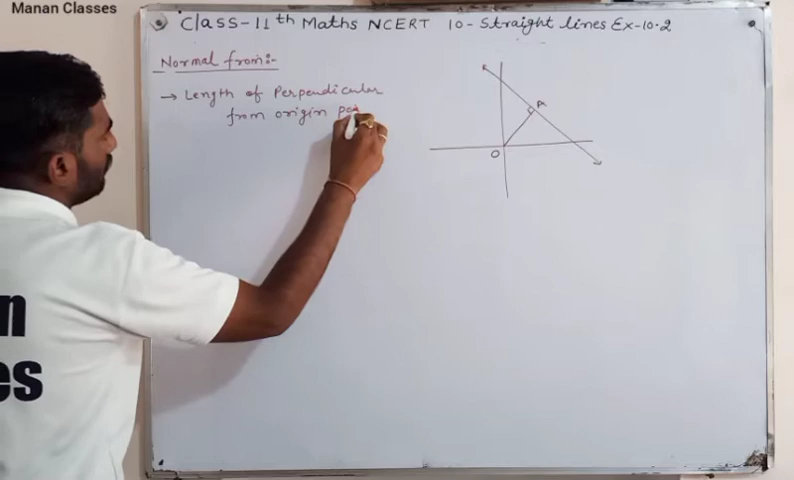 Manan Classes
Class-11th Maths NCERT 10-Straight lines Ex-10.2
Normal from:-
→ Length of Perpendicular
from origin
A
O
n
es